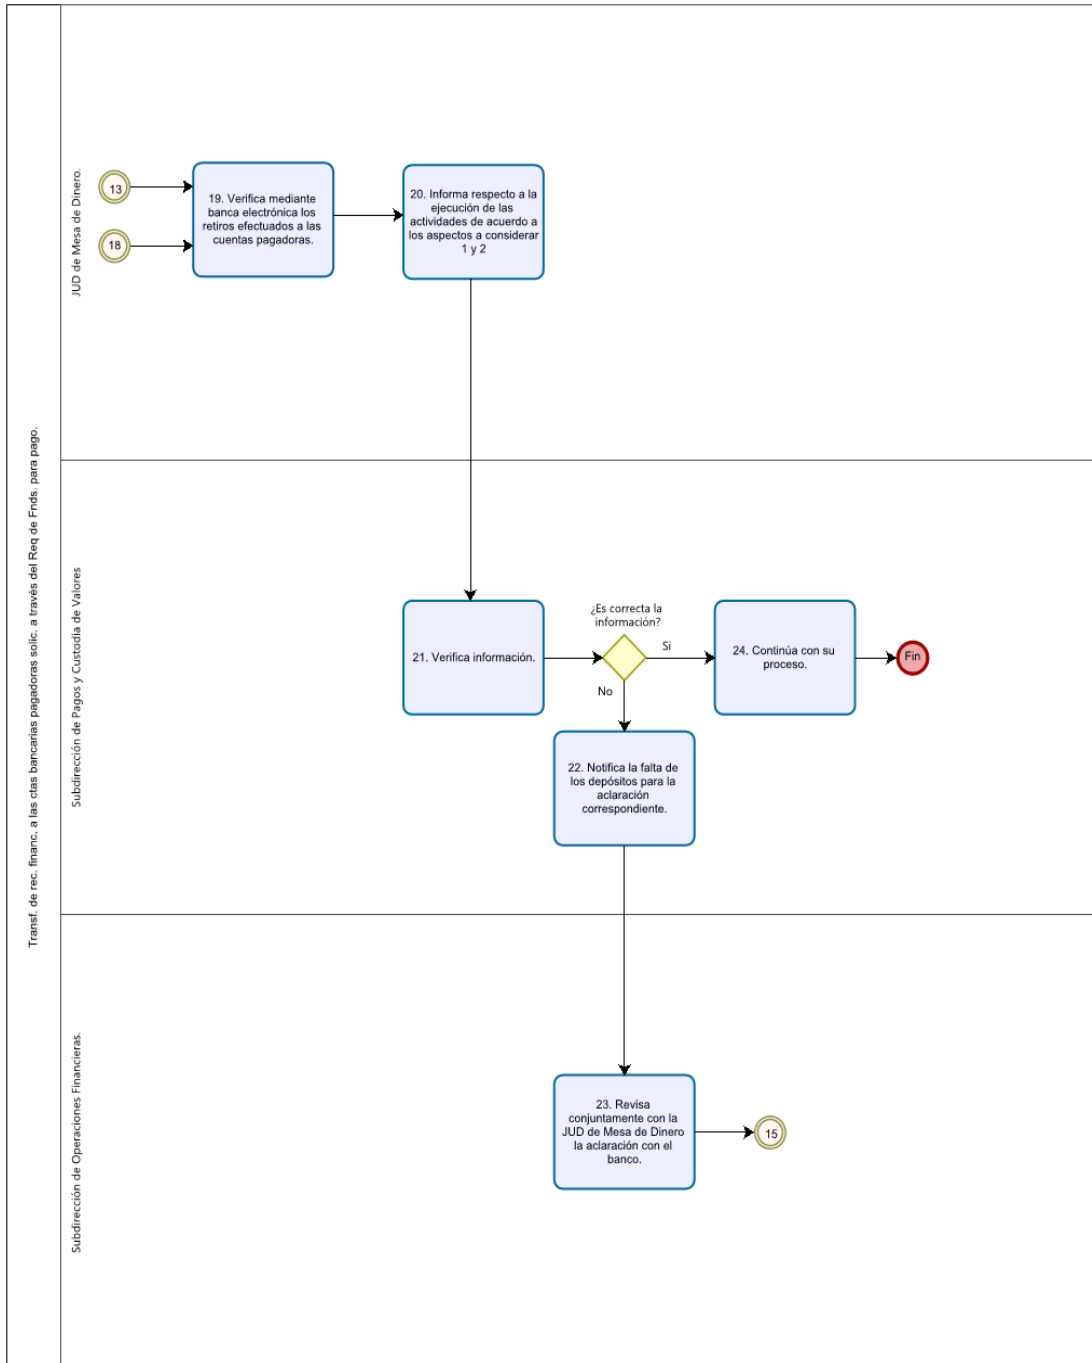 Transf. de rec. financ. a las ctas bancarias pagadoras solic. a través del Req de Fnds. para pago.
JUD de Mesa de Dinero.
13
18
19. Verifica mediante
banca electrónica los
retiros efectuados a las
cuentas pagadoras.
20. Informa respecto a la
ejecución de las
actividades de acuerdo a
los aspectos a considerar
1 y 2
Subdirección de Pagos y Custodia de Valores
21. Verifica información.
¿Es correcta la
información?
Si
No
24. Continúa con su
proceso.
Fin
22. Notifica la falta de
los depósitos para la
aclaración
correspondiente.
Subdirección de Operaciones Financieras.
23. Revisa
conjuntamente con la
JUD de Mesa de Dinero
la aclaración con el
banco.
15